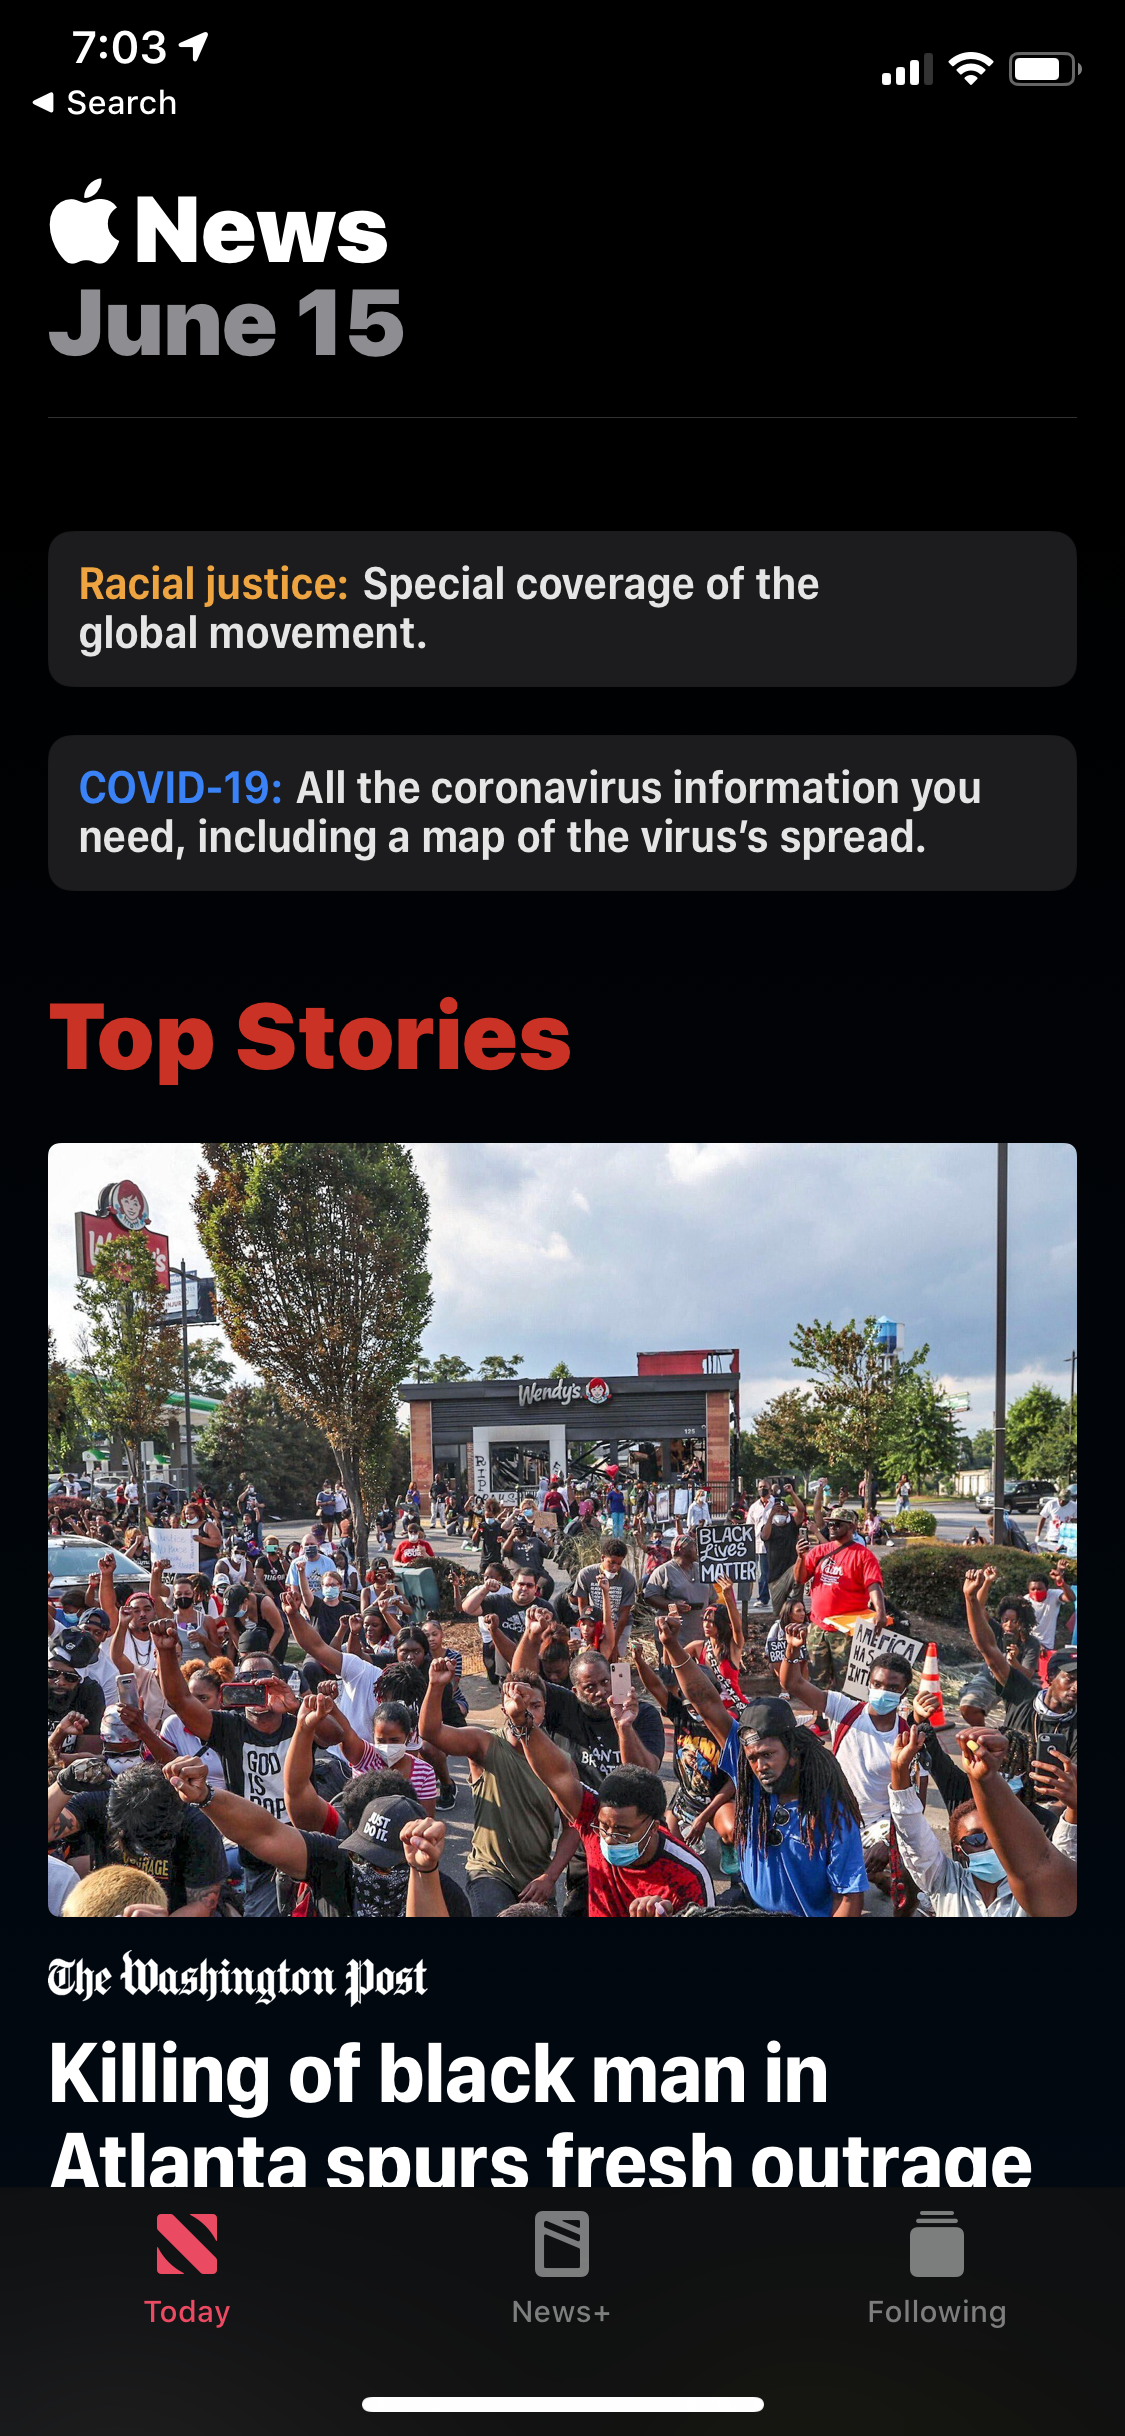 7:03
Search
News
June 15
Racial justice: Special coverage of the
global movement.
COVID-19: All the coronavirus information you
need, including a map of the virus’s spread.
Top Stories
Wendy's
125
RIP
BLACK
Lives
MATTER
AMERICA
HAS
GOD
IS
JUST
DO IT.
The Washington Post
Killing of black man in
Atlanta spurs fresh outrage
Today
News+
Following